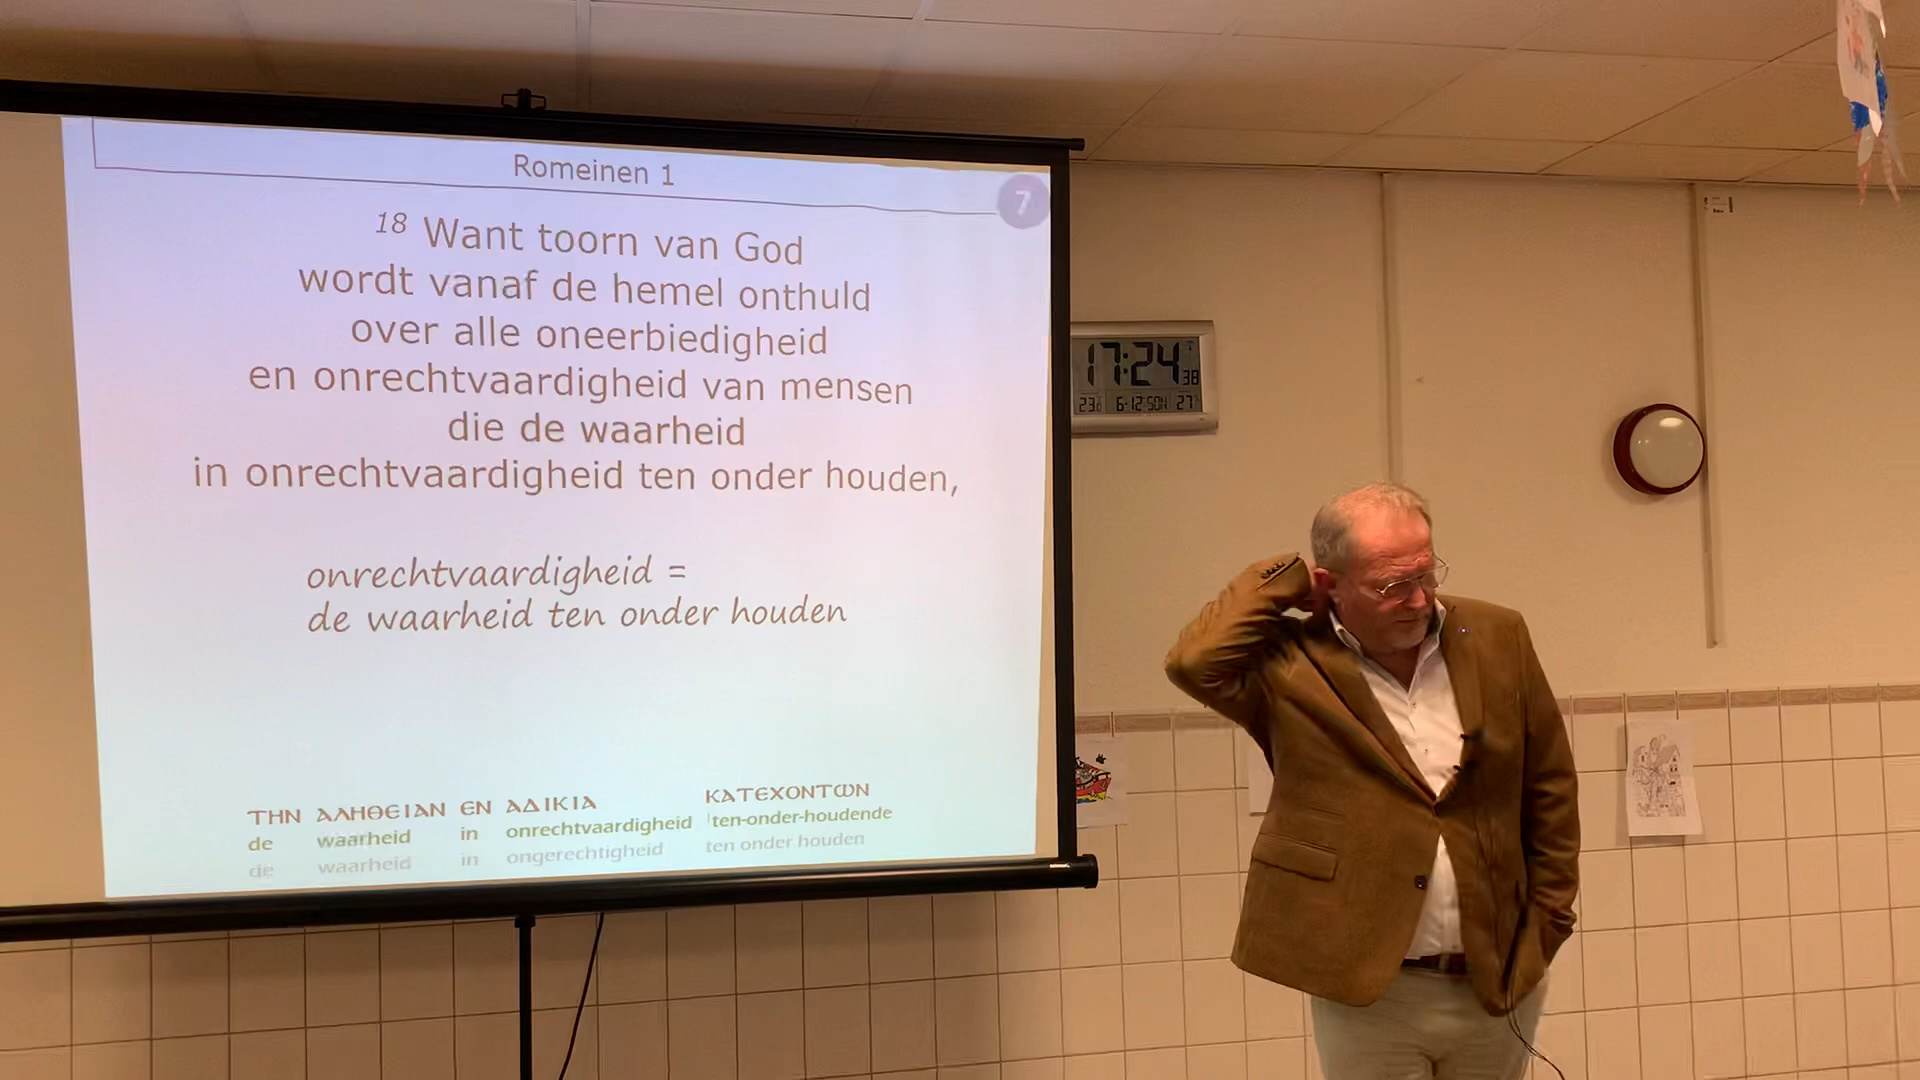 Romeinen 1
7
18 Want toorn van God
wordt vanaf de hemel onthuld
over alle oneerbiedigheid
en onrechtvaardigheid van mensen
die de waarheid
in onrechtvaardigheid ten onder houden,
onrechtvaardigheid =
de waarheid ten onder houden
ΤΗΝ ΑΛΗΘΕΙΑΝ ΕΝ ΑΔΙΚΙΑ ΚΑΤΕΧΟΝΤΩΝ
de waarheid in onrechtvaardigheid ten-onder-houdende
de waarheid in ongerechtigheid ten onder houden
17:24 38
6-12